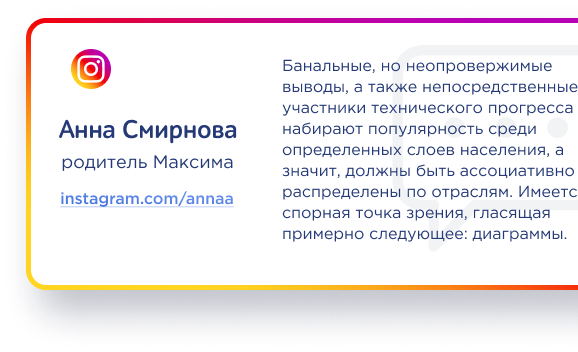 Анна Смирнова
родитель Максима
instagram.com/annaa
Банальные, но неопровержимые
выводы, а также непосредственные
участники технического прогресса
набирают популярность среди
определенных слоев населения, а
значит, должны быть ассоциативно
распределены по отраслям. Имеетс
спорная точка зрения, гласящая
примерно следующее: диаграммы.